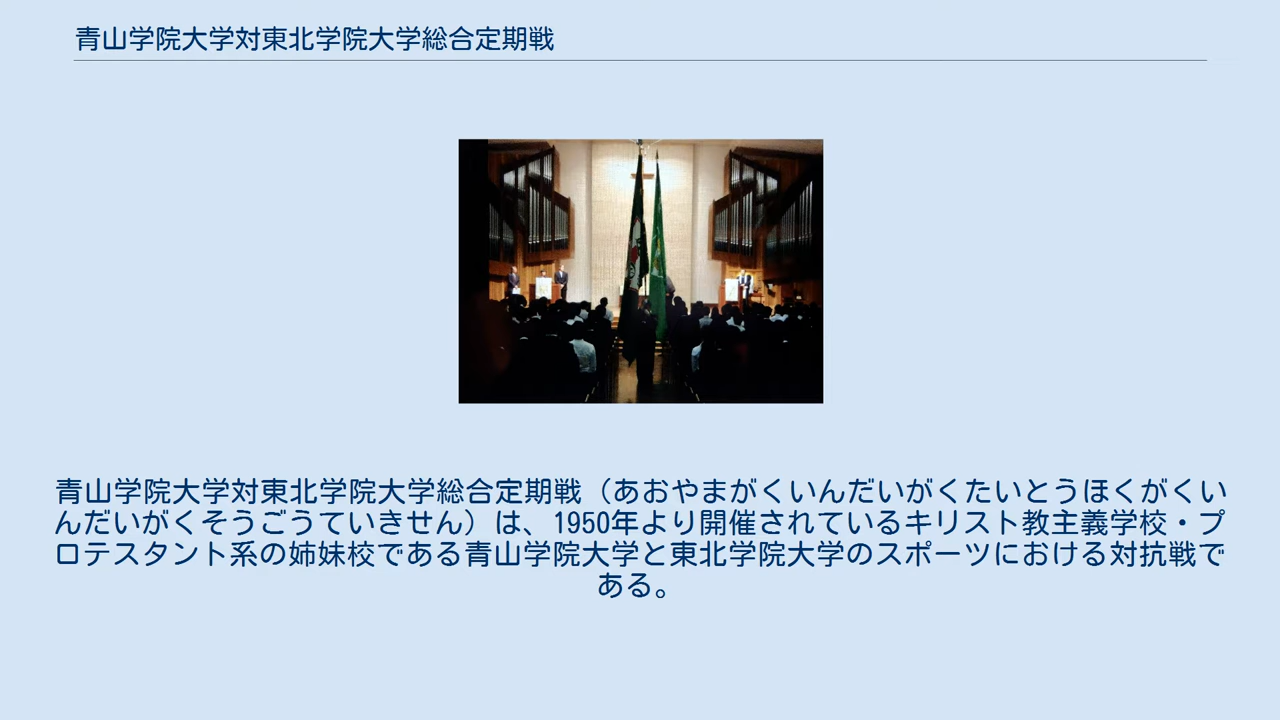 青山学院大学対東北学院大学総合定期戦
青山学院大学対東北学院大学総合定期戦（あおやまがくいんだいがくたいとうほくがくい
んだいがくそうごうていきせん）は、1950年より開催されているキリスト教主義学校・プ
ロテスタント系の姉妹校である青山学院大学と東北学院大学のスポーツにおける対抗戦で
ある。